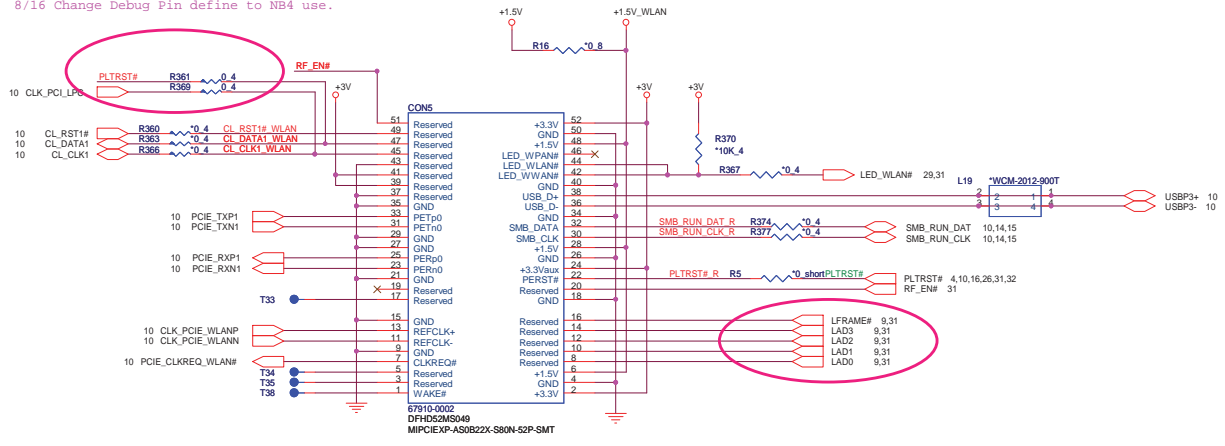 8/16 Change Debug Pin define to NB4 use.
+1.5V +1.5V_WLAN
R16 *0_8
RF_EN#
PLTRST# R361 0_4
10 CLK_PCI_LPC R369 0_4
+3V +3V +3V
CON5
10 CL_RST1# R360 *0_4 CL_RST1#_WLAN
10 CL_DATA1 R363 *0_4 CL_DATA1_WLAN
10 CL_CLK1 R366 *0_4 CL_CLK1_WLAN
51 Reserved +3.3V 52
49 Reserved GND 50
47 Reserved +1.5V 48
45 Reserved LED_WPAN# 46
43 Reserved LED_WLAN# 44
41 Reserved LED_WWAN# 42
39 Reserved GND 40
37 Reserved USB_D+ 38
35 GND USB_D- 36
33 PETp0 GND 34
31 PETn0 SMB_DATA 32
29 GND SMB_CLK 30
27 GND +1.5V 28
25 PERp0 GND 26
23 PERn0 +3.3Vaux 24
21 GND PERST# 22
19 Reserved Reserved 20
17 Reserved GND 18
15 GND Reserved 16
13 REFCLK+ Reserved 14
11 REFCLK- Reserved 12
9 GND Reserved 10
7 CLKREQ# Reserved 8
5 Reserved +1.5V 6
3 Reserved GND 4
1 WAKE# +3.3V 2
R370
*10K_4
R367 *0_4 LED_WLAN# 29,31
L19 *WCM-2012-900T
2 2 1 1 USBP3+ 10
3 3 4 4 USBP3- 10
10 PCIE_TXP1
10 PCIE_TXN1
SMB_RUN_DAT_R R374 *0_4 SMB_RUN_DAT 10,14,15
SMB_RUN_CLK_R R377 *0_4 SMB_RUN_CLK 10,14,15
10 PCIE_RXP1
10 PCIE_RXN1
PLTRST#_R R5 *0_short PLTRST# PLTRST# 4,10,16,26,31,32
RF_EN# 31
T33
10 CLK_PCIE_WLANP
10 CLK_PCIE_WLANN
10 PCIE_CLKREQ_WLAN#
LFRAME# 9,31
LAD3 9,31
LAD2 9,31
LAD1 9,31
LAD0 9,31
T34
T35
T38
67910-0002
DFHD52MS049
MIPCIEXP-AS0B22X-S80N-52P-SMT